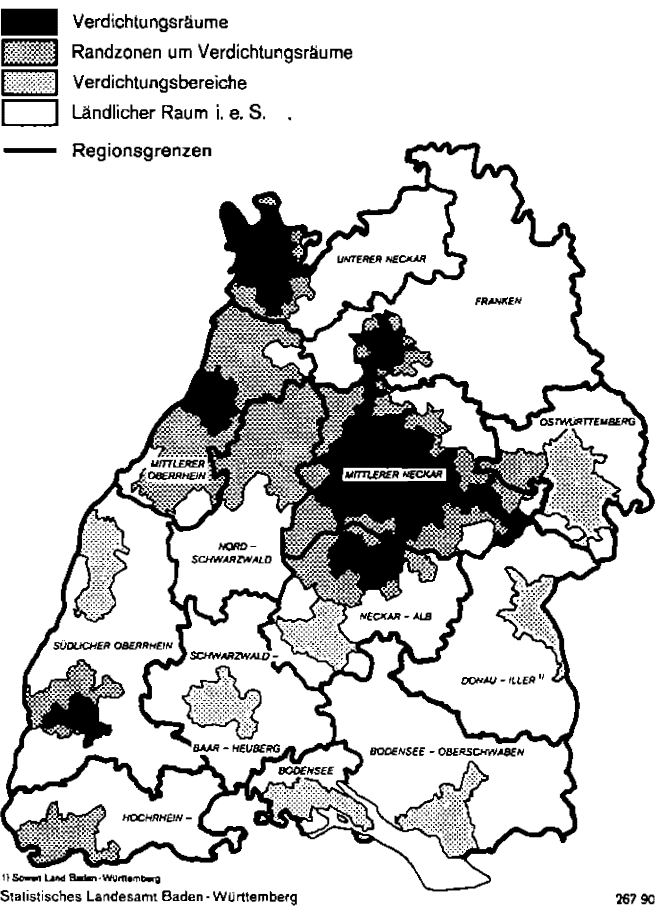 Verdichtungsräume
Randzonen um Verdichtungsräume
Verdichtungsbereiche
Ländlicher Raum i. e. S.
Regionsgrenzen
UNTERER NECKAR
FRANKEN
OSTWÜRTTEMBERG
MITTLERER
OBERRHEIN
MITTLERER NECKAR
NORD –
SCHWARZWALD
NECKAR – ALB
SÜDLICHER OBERRHEIN
SCHWARZWALD –
DONAU – ILLER 1)
BAAR – HEUBERG
BODENSEE – OBERSCHWABEN
BODENSEE
HOCHRHEIN –
1) Soweit Land Baden-Württemberg
Statistisches Landesamt Baden-Württemberg
267 90